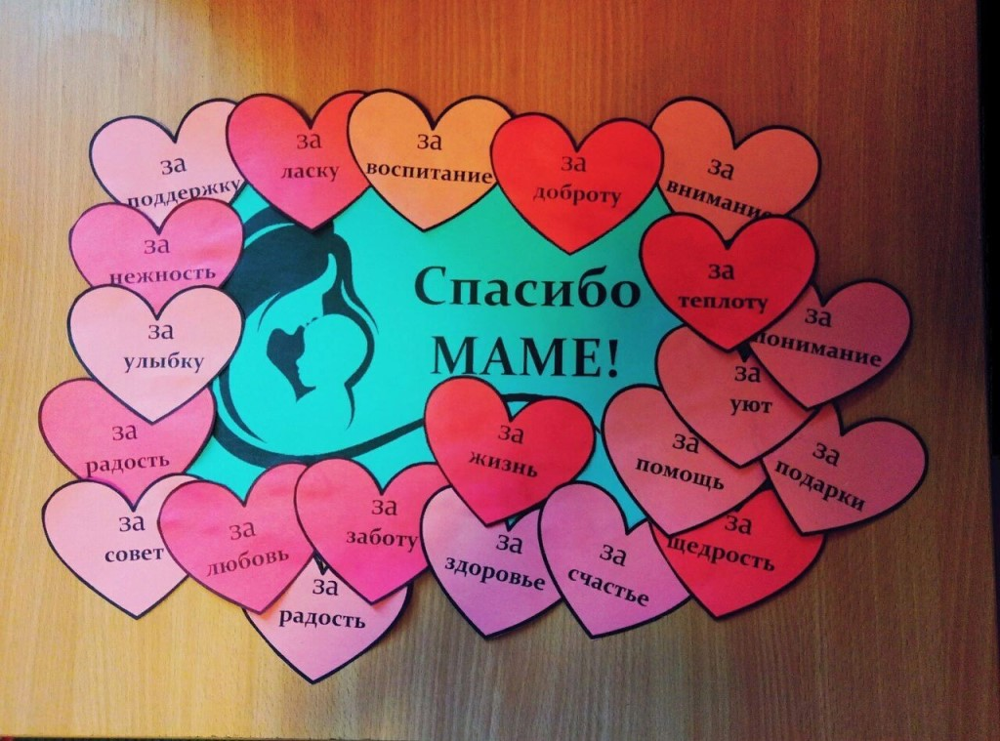 за
поддержку
за
ласку
за
воспитание
за
доброту
за
внимание
за
нежность
за
теплоту
Спасибо
МАМЕ!
за
понимание
за
улыбку
за
уют
за
радость
за
жизнь
за
помощь
за
подарки
за
совет
за
любовь
за
заботу
за
здоровье
за
счастье
за
щедрость
за
радость